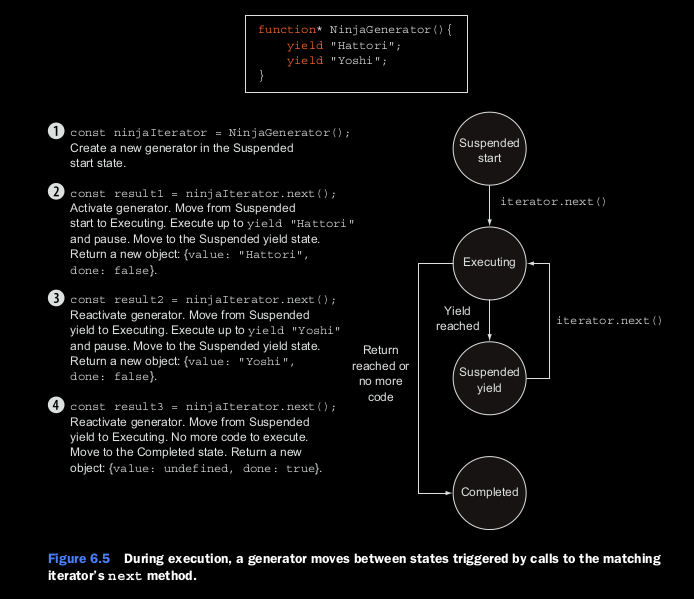 function* NinjaGenerator(){
yield "Hattori";
yield "Yoshi";
}
1 const ninjaIterator = NinjaGenerator();
Create a new generator in the Suspended
start state.
2 const result1 = ninjaIterator.next();
Activate generator. Move from Suspended
start to Executing. Execute up to yield "Hattori"
and pause. Move to the Suspended yield state.
Return a new object: {value: "Hattori",
done: false}.
3 const result2 = ninjaIterator.next();
Reactivate generator. Move from Suspended
yield to Executing. Execute up to yield "Yoshi"
and pause. Move to the Suspended yield state.
Return a new object: {value: "Yoshi",
done: false}.
4 const result3 = ninjaIterator.next();
Reactivate generator. Move from Suspended
yield to Executing. No more code to execute.
Move to the Completed state. Return a new
object: {value: undefined, done: true}.
Suspended
start
iterator.next()
Executing
Yield
reached
iterator.next()
Return
reached or
no more
code
Suspended
yield
Completed
Figure 6.5 During execution, a generator moves between states triggered by calls to the matching
iterator's next method.